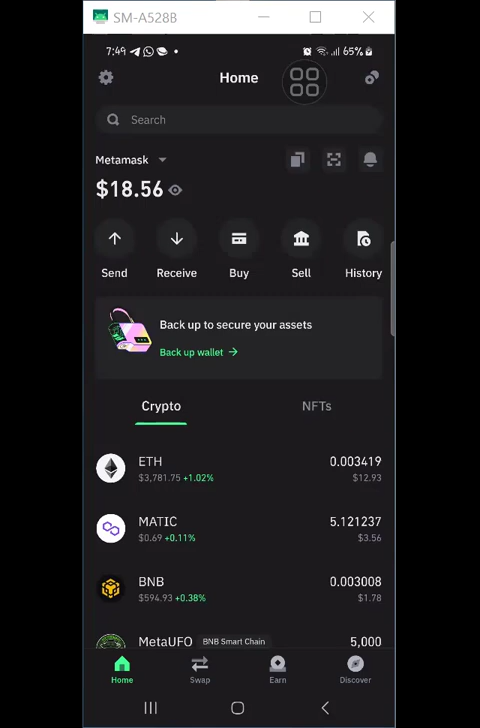 SM-A528B
7:49
65%
Home
Search
Metamask
$18.56
Send
Receive
Buy
Sell
History
Back up to secure your assets
Back up wallet →
Crypto
NFTs
ETH
0.003419
$3,781.75 +1.02%
$12.93
MATIC
5.121237
$0.69 +0.11%
$3.56
BNB
0.003008
$594.93 +0.38%
$1.78
MetaUFO BNB Smart Chain
5,000
Home
Swap
Earn
Discover